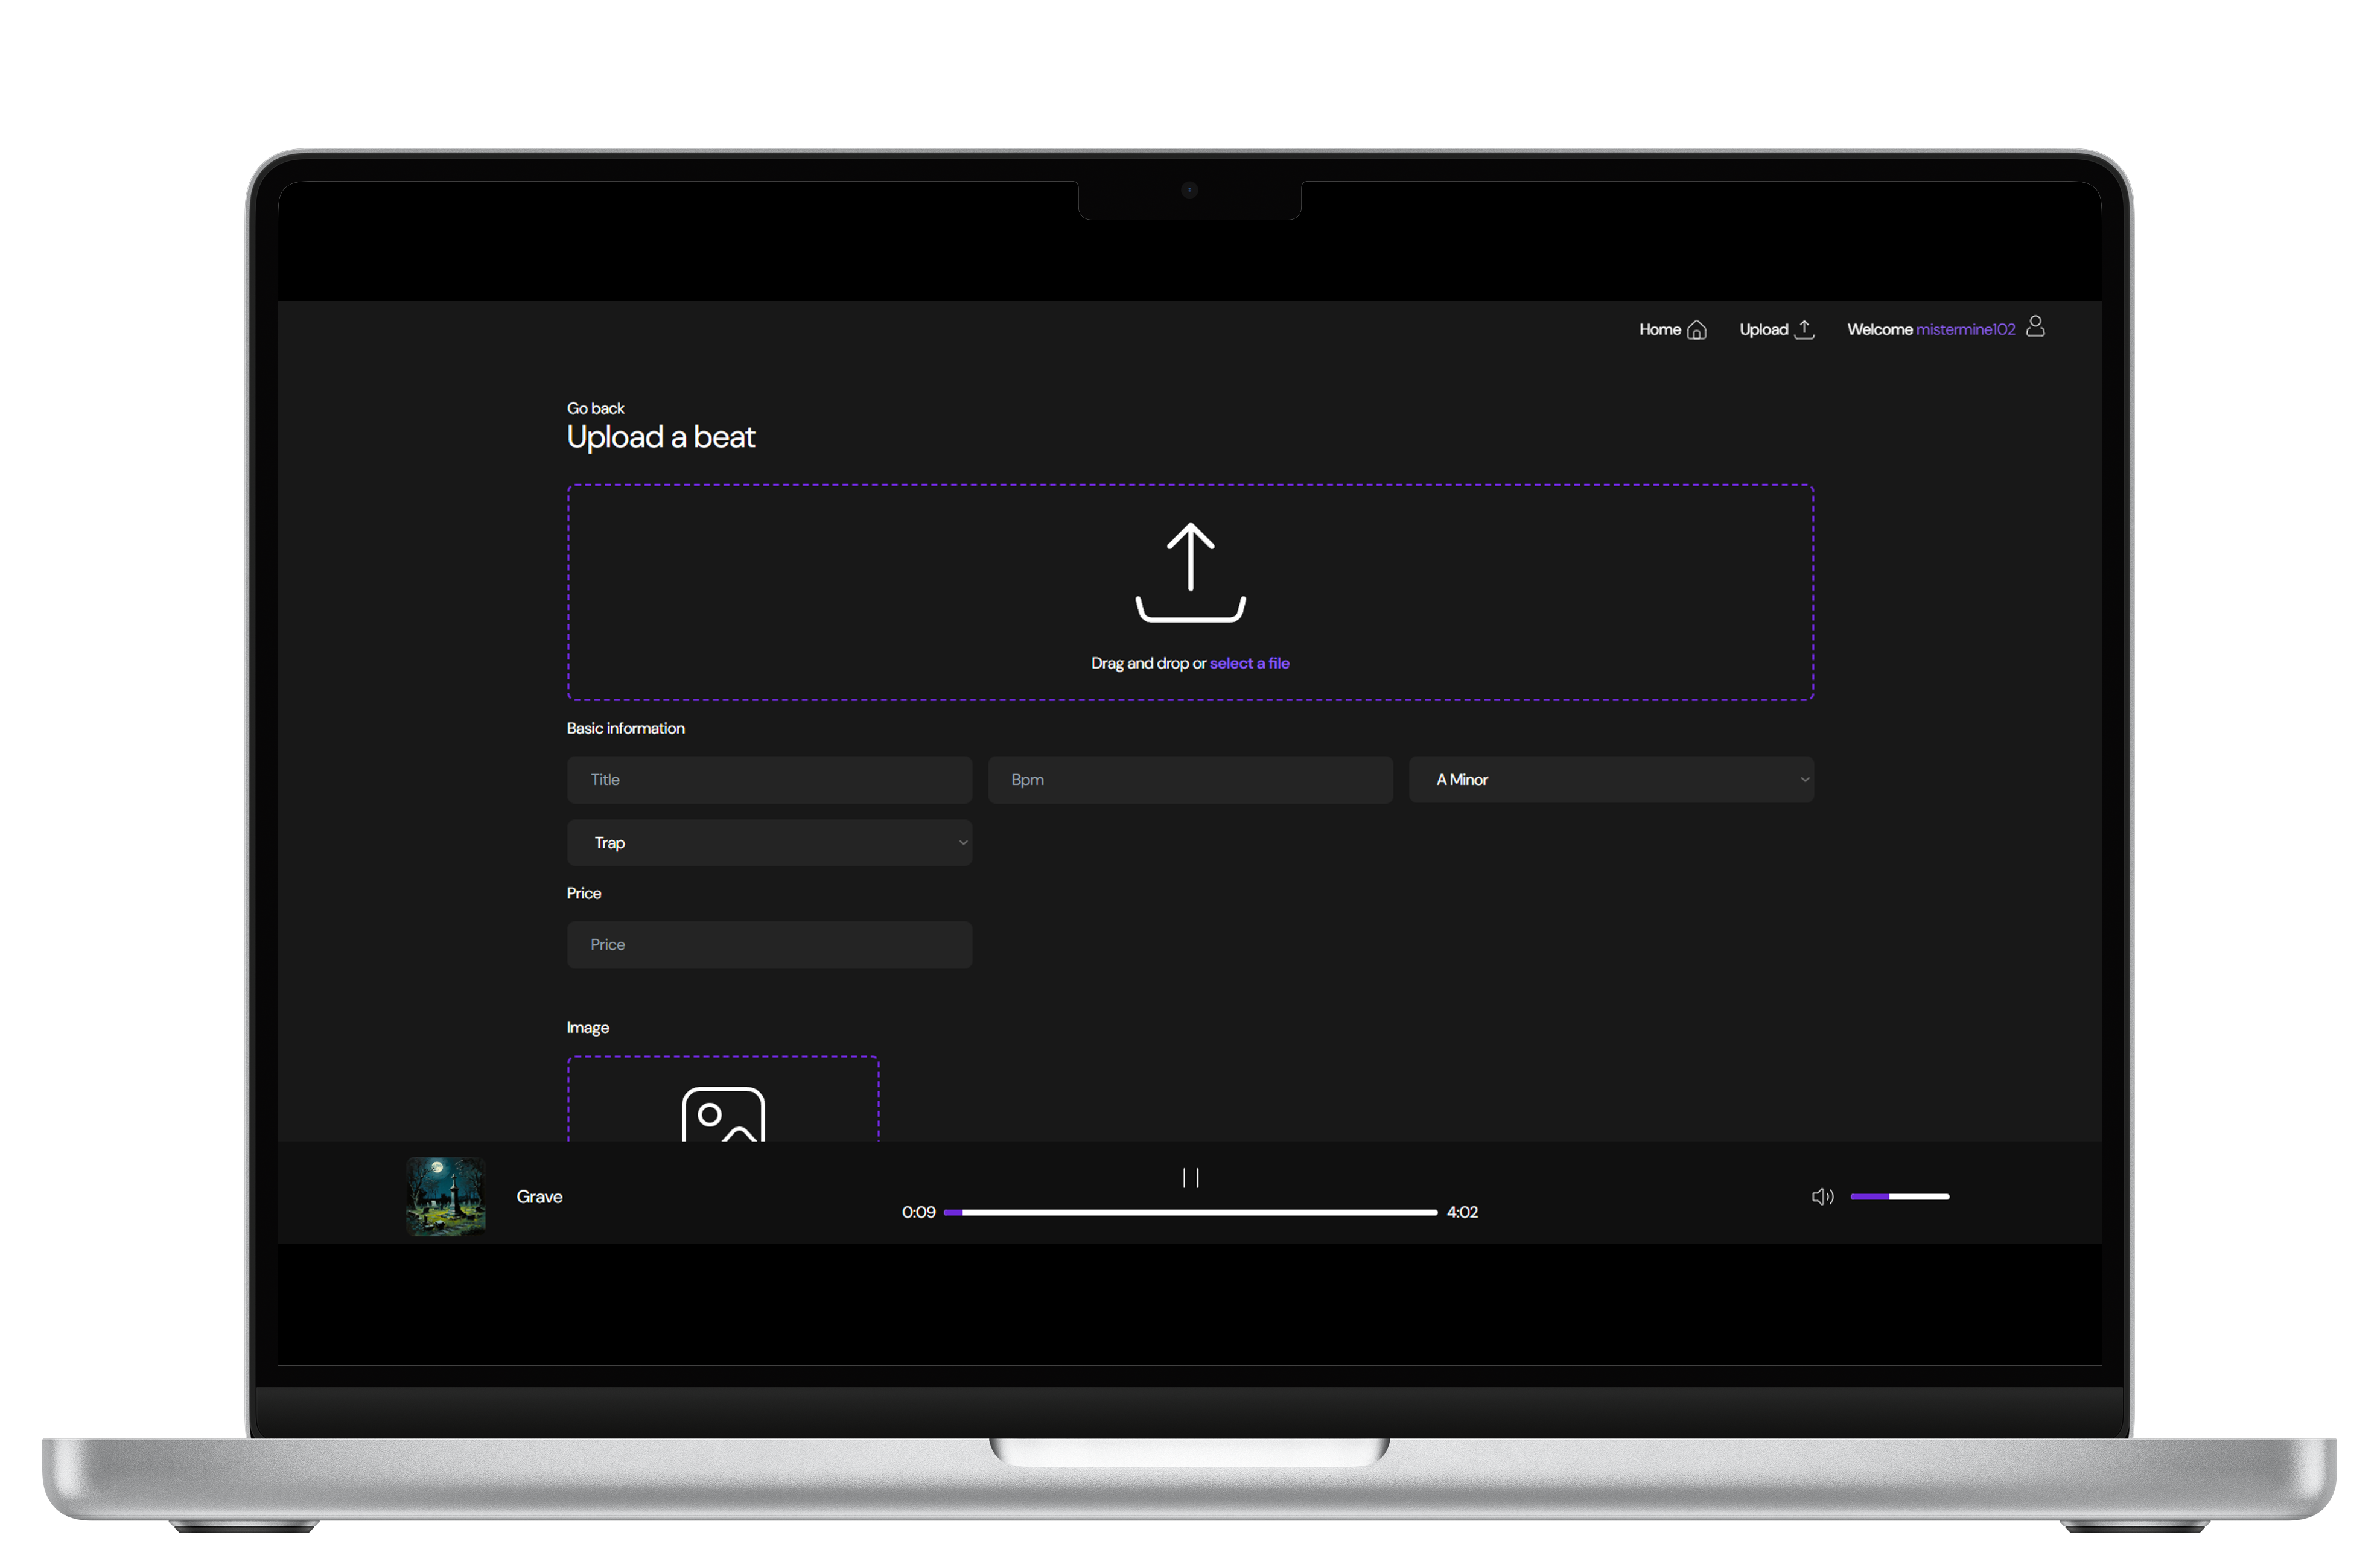 Home
Upload
Welcome mistermine102
Go back
Upload a beat
Drag and drop or select a file
Basic information
Title
Bpm
A Minor
Trap
Price
Price
Image
Grave
0:09
4:02